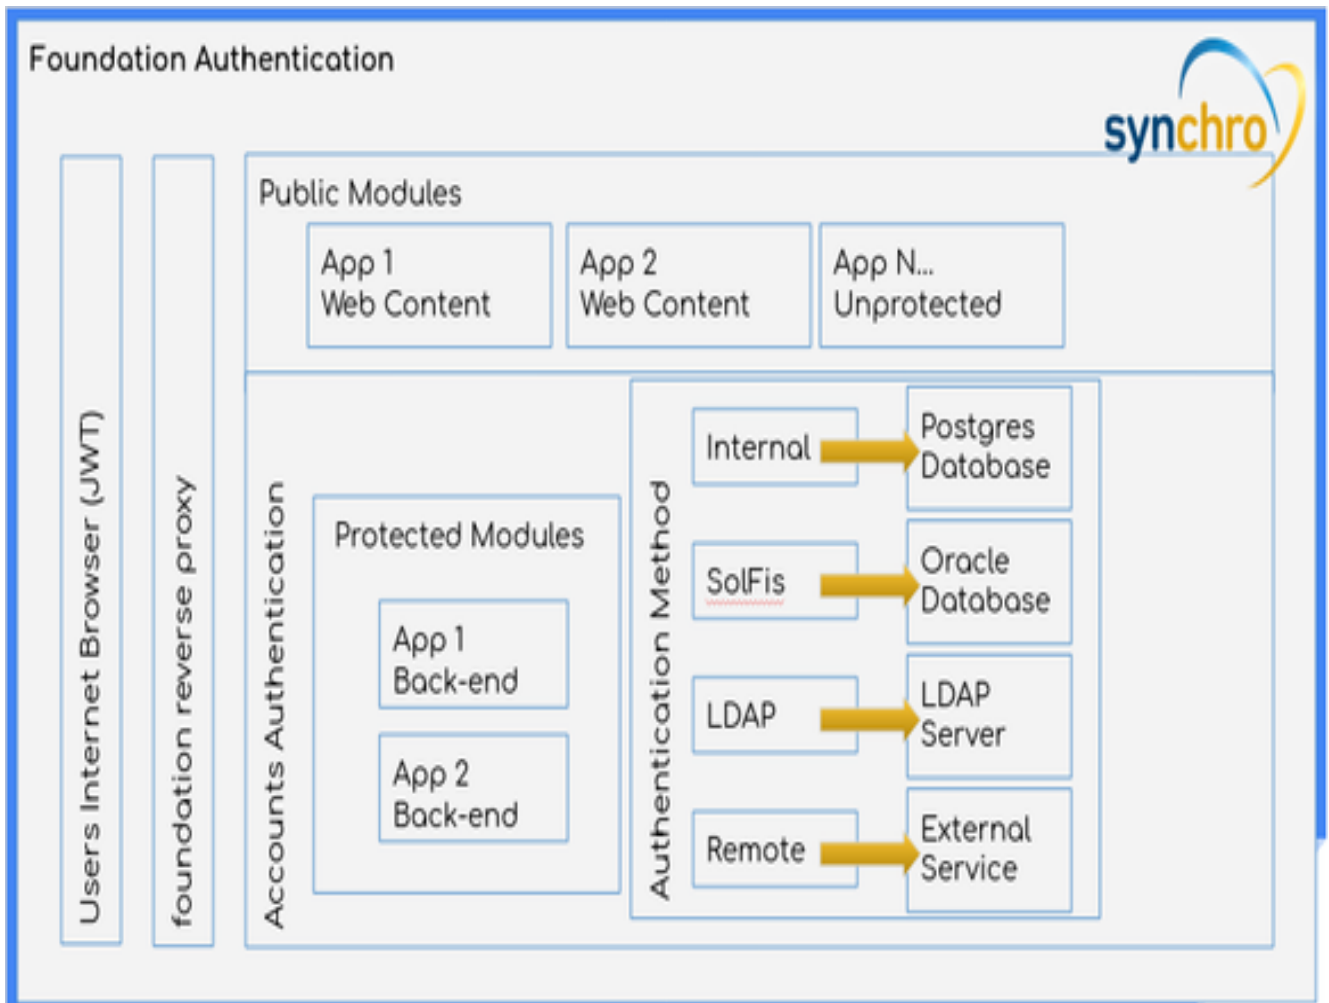 Foundation Authentication
synchro
Users Internet Browser (JWT)
foundation reverse proxy
Public Modules
App 1
Web Content
App 2
Web Content
App N...
Unprotected
Accounts Authentication
Protected Modules
App 1
Back-end
App 2
Back-end
Authentication Method
Internal
Postgres
Database
SolFis
Oracle
Database
LDAP
LDAP
Server
Remote
External
Service